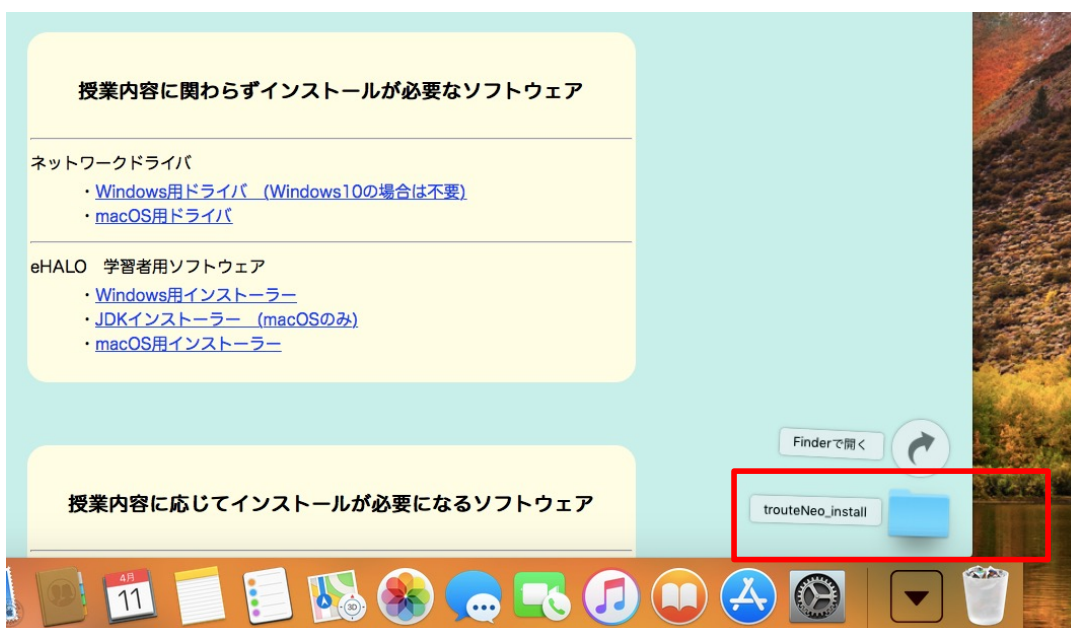 授業内容に関わらずインストールが必要なソフトウェア
ネットワークドライバ
・Windows用ドライバ　(Windows10の場合は不要)
・macOS用ドライバ
eHALO　学習者用ソフトウェア
・Windows用インストーラー
・JDKインストーラー　(macOSのみ)
・macOS用インストーラー
Finderで開く
授業内容に応じてインストールが必要になるソフトウェア
trouteNeo_install
4月
11
3D